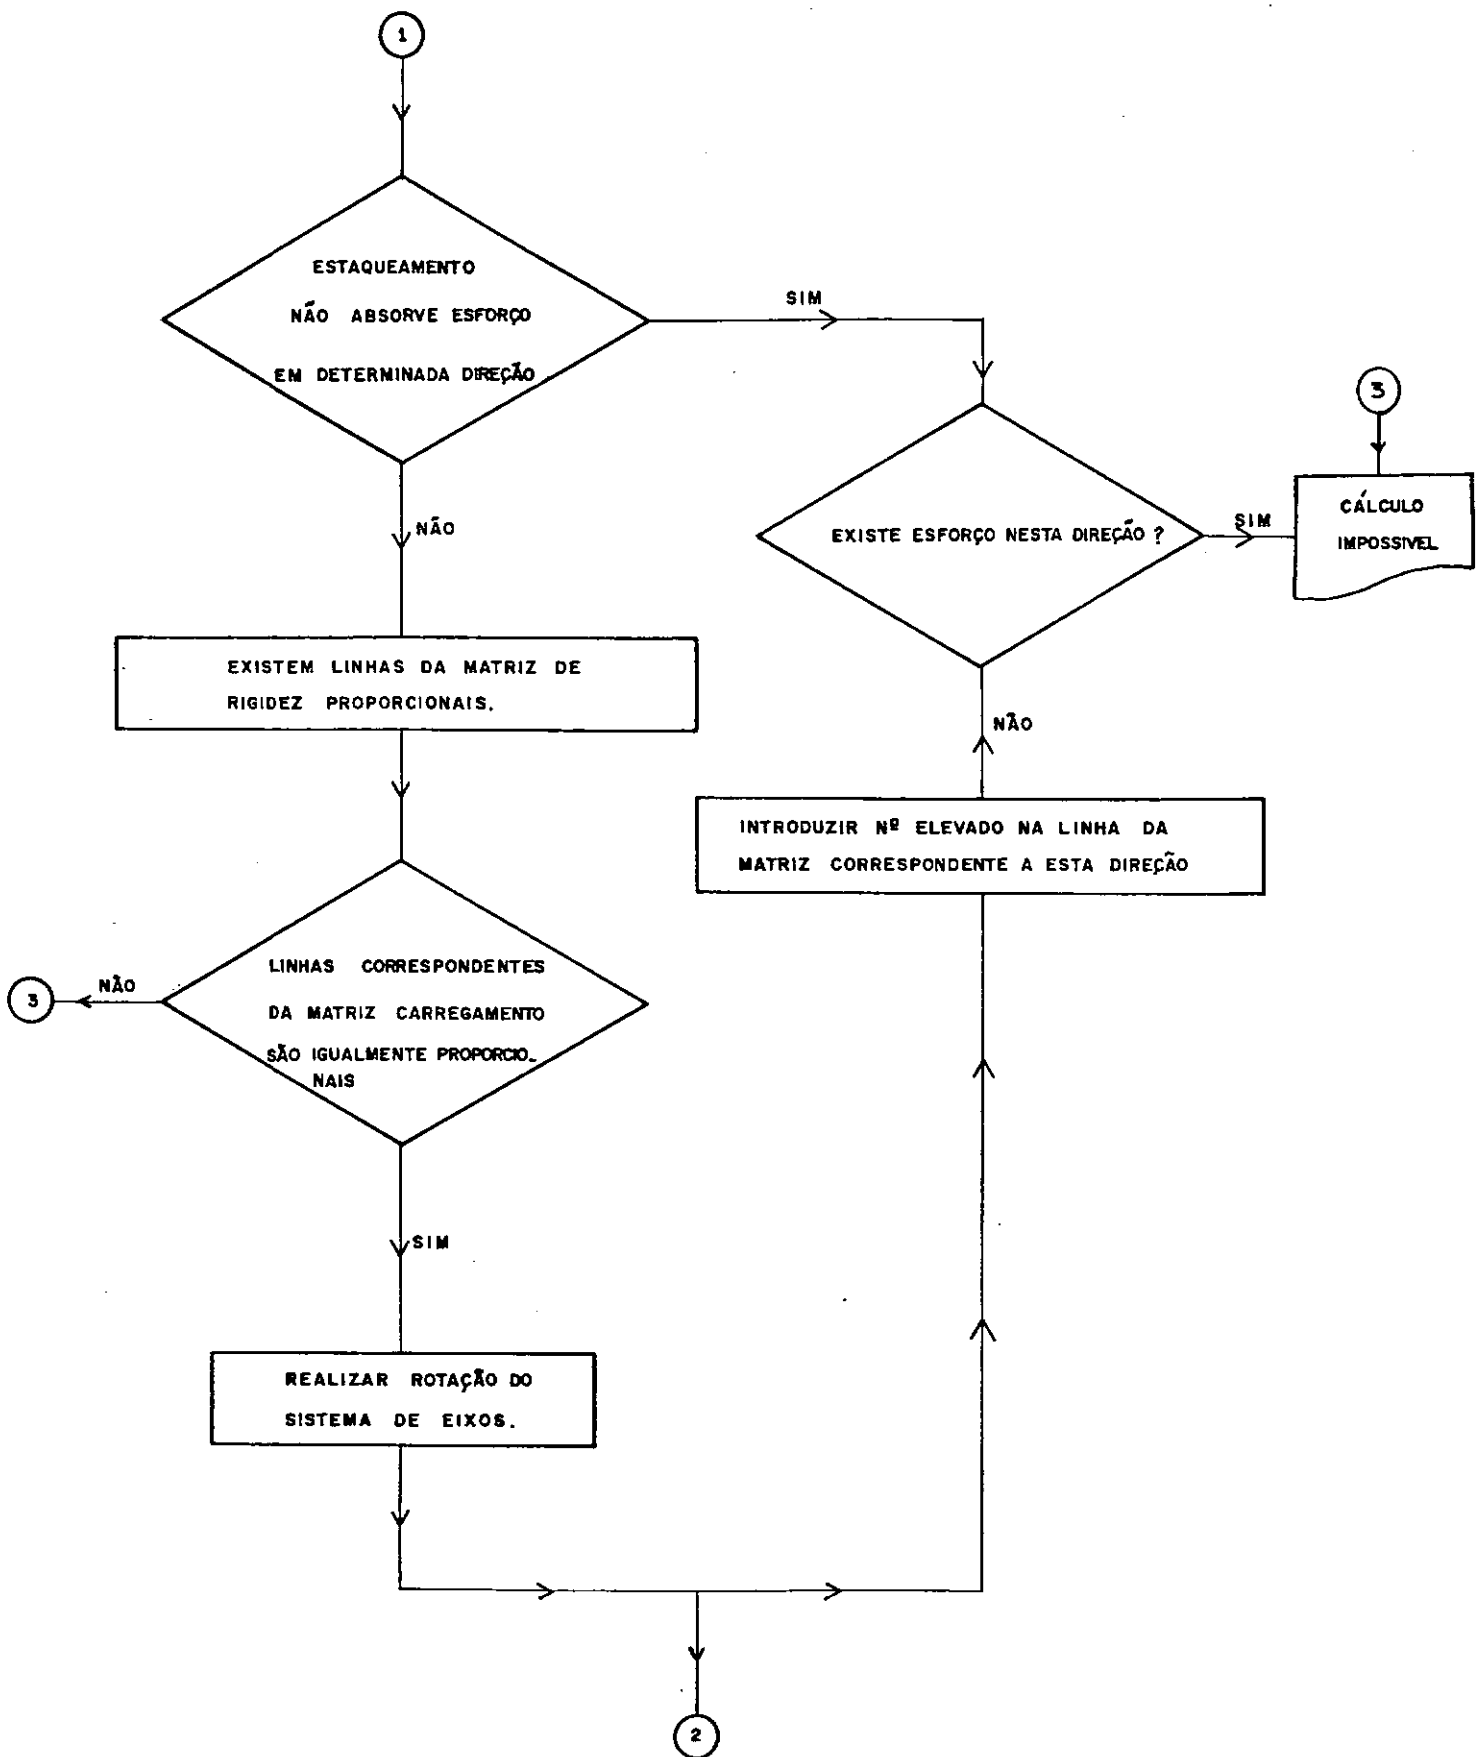 1
ESTAQUEAMENTO
NÃO ABSORVE ESFORÇO
EM DETERMINADA DIREÇÃO
SIM
NÃO
EXISTE ESFORÇO NESTA DIREÇÃO ?
SIM
3
CÁLCULO
IMPOSSIVEL
EXISTEM LINHAS DA MATRIZ DE
RIGIDEZ PROPORCIONAIS.
NÃO
INTRODUZIR Nº ELEVADO NA LINHA DA
MATRIZ CORRESPONDENTE A ESTA DIREÇÃO
LINHAS CORRESPONDENTES
DA MATRIZ CARREGAMENTO
SÃO IGUALMENTE PROPORCIO_
NAIS
NÃO
3
SIM
REALIZAR ROTAÇÃO DO
SISTEMA DE EIXOS.
2